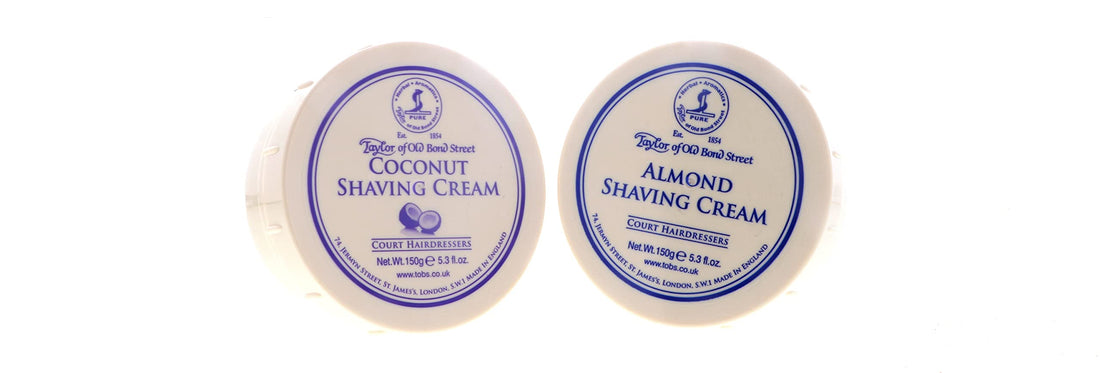 Herbal • Aromatics
PURE
Taylor of Old Bond Street
Est. 1854
Taylor of Old Bond Street
COCONUT
SHAVING CREAM
COURT HAIRDRESSERS
Net.Wt.150g e 5.3 fl.oz.
www.tobs.co.uk
74, JERMYN STREET, ST. JAMES'S, LONDON, S.W.1 MADE IN ENGLAND
Herbal • Aromatics
PURE
Taylor of Old Bond Street
Est. 1854
Taylor of Old Bond Street
ALMOND
SHAVING CREAM
COURT HAIRDRESSERS
Net.Wt.150g e 5.3 fl.oz.
www.tobs.co.uk
74, JERMYN STREET, ST. JAMES'S, LONDON, S.W.1 MADE IN ENGLAND